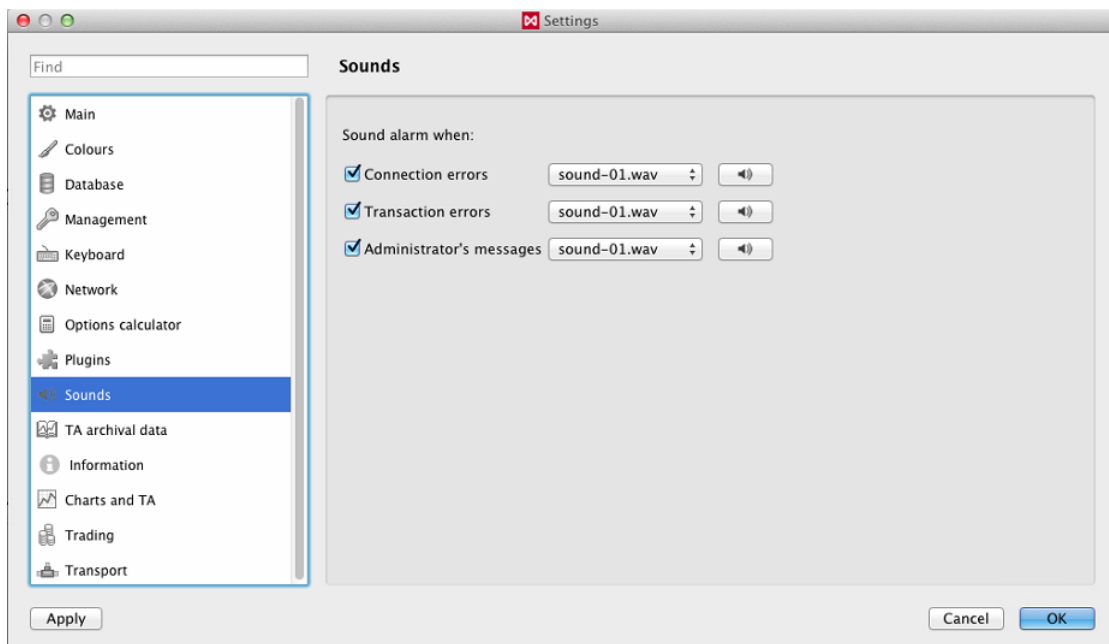 Settings
Find
Main
Colours
Database
Management
Keyboard
Network
Options calculator
Plugins
Sounds
TA archival data
Information
Charts and TA
Trading
Transport
Sounds
Sound alarm when:
Connection errors sound-01.wav
Transaction errors sound-01.wav
Administrator's messages sound-01.wav
Apply Cancel OK